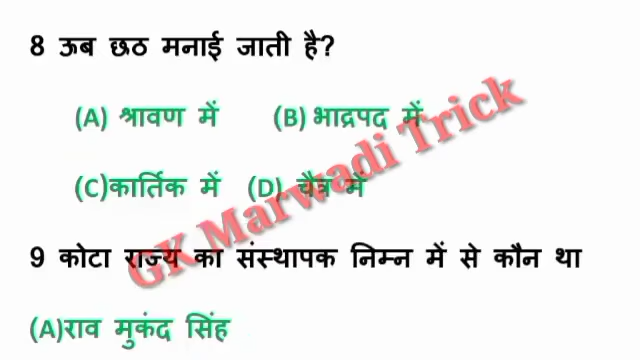 8 ऊब छठ मनाई जाती है?
(A) श्रावण में (B) भाद्रपद में
(C)कार्तिक में (D) चैत्र में
GK Marwadi Trick
9 कोटा राज्य का संस्थापक निम्न में से कौन था
(A)राव मुकंद सिंह